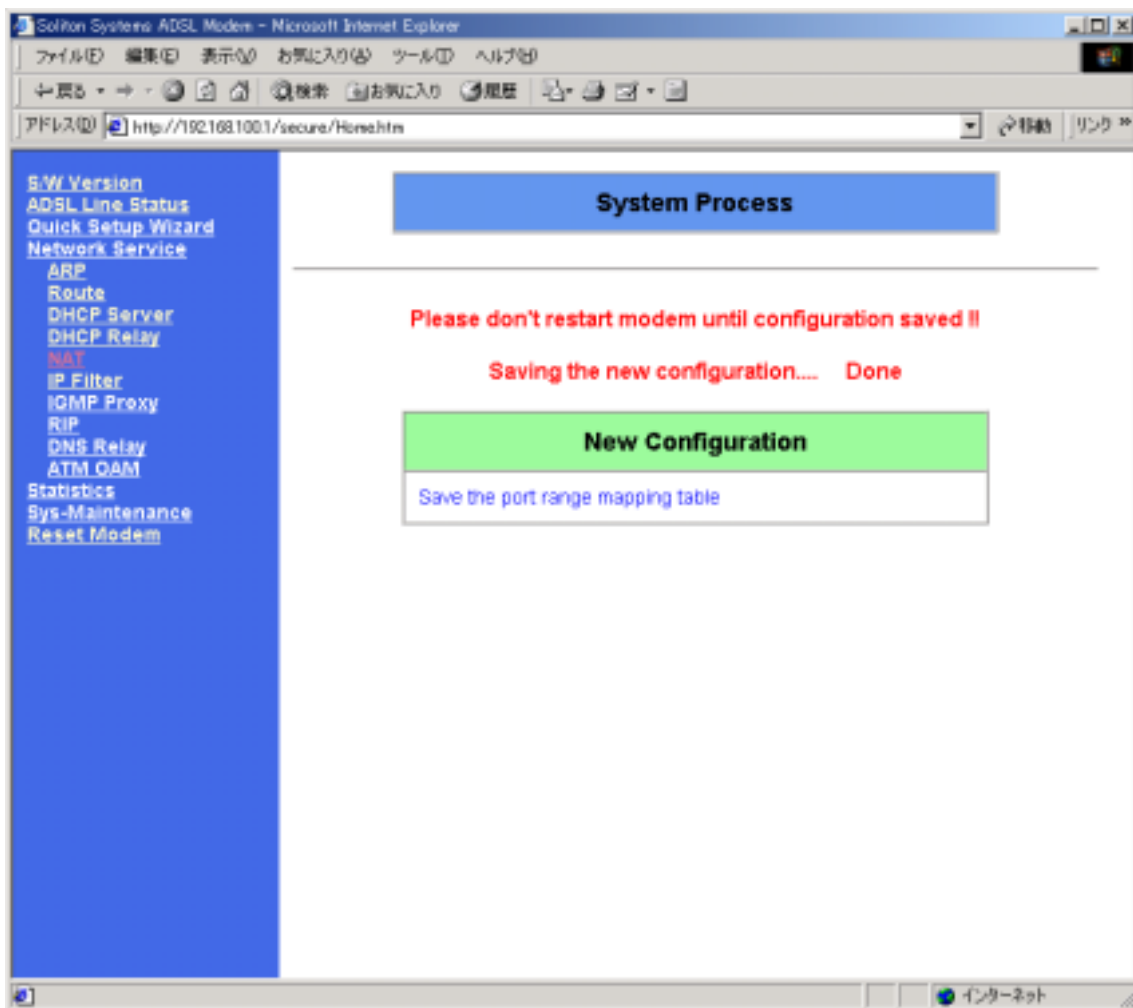 Soliton Systems ADSL Modem - Microsoft Internet Explorer
ファイル(F) 編集(E) 表示(V) お気に入り(A) ツール(T) ヘルプ(H)
戻る 検索 お気に入り 履歴
アドレス(D) http://192.168.100.1/secure/Home.htm 移動 リンク »
S/W Version
ADSL Line Status
Quick Setup Wizard
Network Service
ARP
Route
DHCP Server
DHCP Relay
NAT
IP Filter
IGMP Proxy
RIP
DNS Relay
ATM OAM
Statistics
Sys-Maintenance
Reset Modem
System Process
Please don't restart modem until configuration saved !!
Saving the new configuration.... Done
New Configuration
Save the port range mapping table
インターネット